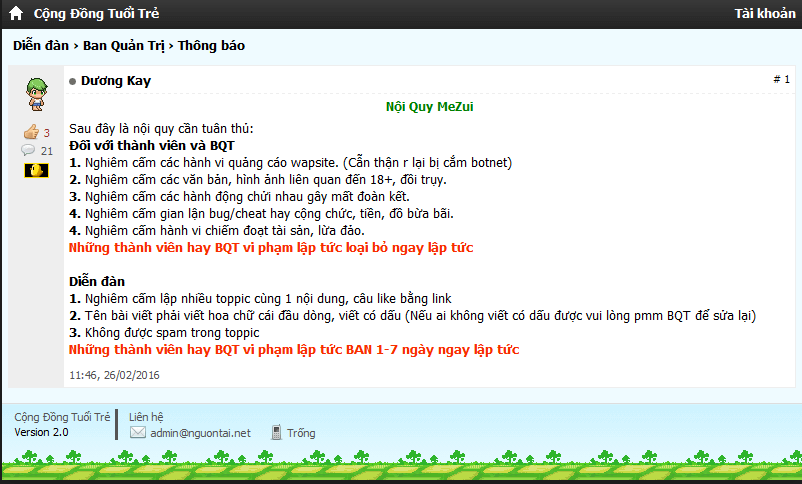 Cộng Đồng Tuổi Trẻ
Tài khoản
Diễn đàn › Ban Quản Trị › Thông báo
Dương Kay
# 1
Nội Quy MeZui
3
21
Sau đây là nội quy cần tuân thủ:
Đối với thành viên và BQT
1. Nghiêm cấm các hành vi quảng cáo wapsite. (Cẩn thận r lại bị cắm botnet)
2. Nghiêm cấm các văn bản, hình ảnh liên quan đến 18+, đồi trụy.
3. Nghiêm cấm các hành động chửi nhau gây mất đoàn kết.
4. Nghiêm cấm gian lận bug/cheat hay cộng chức, tiền, đồ bừa bãi.
4. Nghiêm cấm hành vi chiếm đoạt tài sản, lừa đảo.
Những thành viên hay BQT vi phạm lập tức loại bỏ ngay lập tức
Diễn đàn
1. Nghiêm cấm lập nhiều toppic cùng 1 nội dung, câu like bằng link
2. Tên bài viết phải viết hoa chữ cái đầu dòng, viết có dấu (Nếu ai không viết có dấu được vui lòng pmm BQT để sửa lại)
3. Không được spam trong toppic
Những thành viên hay BQT vi phạm lập tức BAN 1-7 ngày ngay lập tức
11:46, 26/02/2016
Cộng Đồng Tuổi Trẻ
Version 2.0
Liên hệ
admin@nguontai.net
Trống